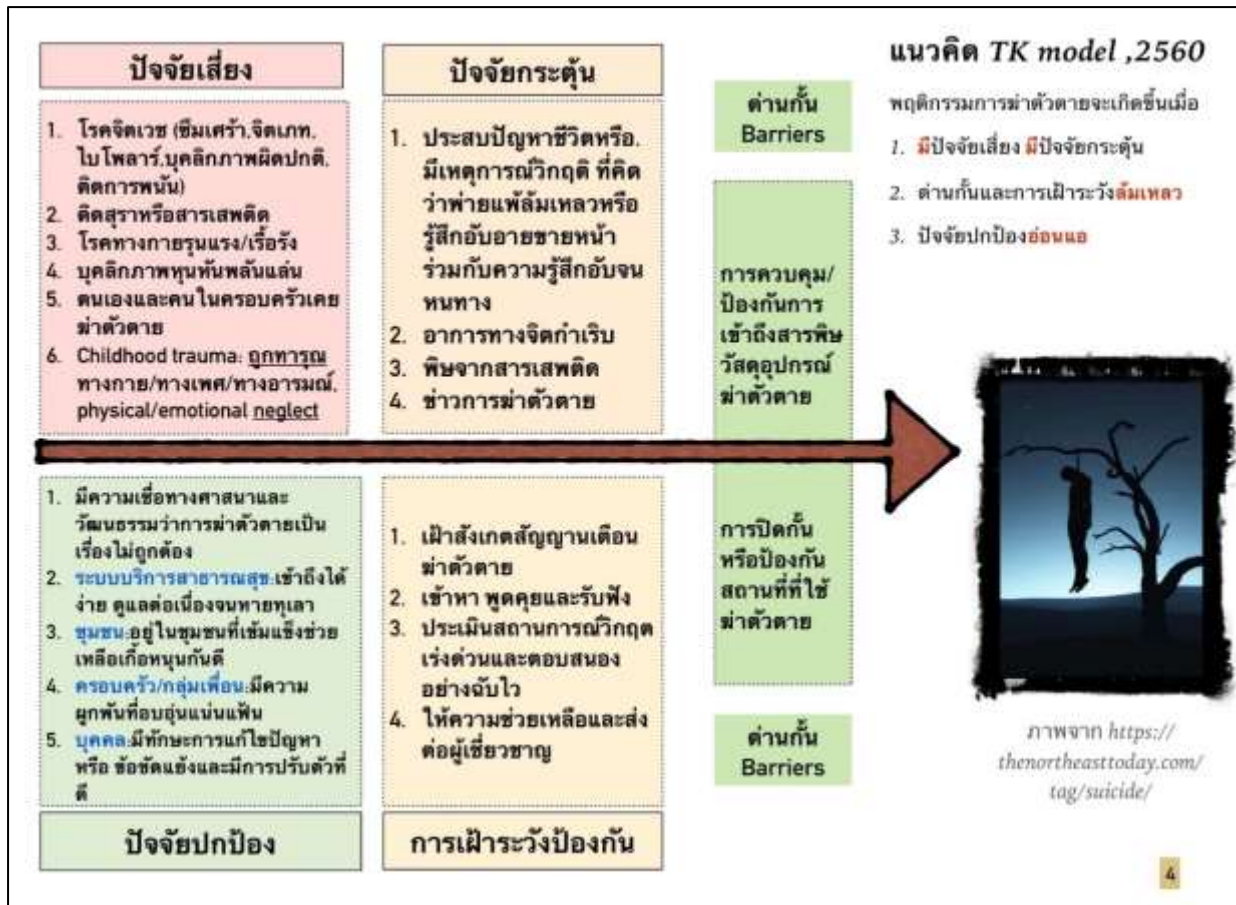 ปัจจัยเสี่ยง
1. โรคจิตเวช (ซึมเศร้า,จิตเภท,
ไบโพลาร์,บุคลิกภาพผิดปกติ,
ติดการพนัน)
2. ติดสุราหรือสารเสพติด
3. โรคทางกายรุนแรง/เรื้อรัง
4. บุคลิกภาพหุนหันพลันแล่น
5. ตนเองและคนในครอบครัวเคย
ฆ่าตัวตาย
6. Childhood trauma: ถูกทารุณ
ทางกาย/ทางเพศ/ทางอารมณ์,
physical/emotional neglect
ปัจจัยกระตุ้น
1. ประสบปัญหาชีวิตหรือ,
มีเหตุการณ์วิกฤติ ที่คิด
ว่าพ่ายแพ้ล้มเหลวหรือ
รู้สึกอับอายขายหน้า
ร่วมกับความรู้สึกอับจน
หนทาง
2. อาการทางจิตกำเริบ
3. พิษจากสารเสพติด
4. ข่าวการฆ่าตัวตาย
ด่านกั้น
Barriers
การควบคุม/
ป้องกันการ
เข้าถึงสารพิษ
วัสดุอุปกรณ์
ฆ่าตัวตาย
แนวคิด TK model ,2560
พฤติกรรมการฆ่าตัวตายจะเกิดขึ้นเมื่อ
1. มีปัจจัยเสี่ยง มีปัจจัยกระตุ้น
2. ด่านกั้นและการเฝ้าระวังล้มเหลว
3. ปัจจัยปกป้องอ่อนแอ
1. มีความเชื่อทางศาสนาและ
วัฒนธรรมว่าการฆ่าตัวตายเป็น
เรื่องไม่ถูกต้อง
2. ระบบบริการสาธารณสุข:เข้าถึงได้
ง่าย ดูแลต่อเนื่องจนหายทุเลา
3. ชุมชน:อยู่ในชุมชนที่เข้มแข็งช่วย
เหลือเกื้อหนุนกันดี
4. ครอบครัว/กลุ่มเพื่อน:มีความ
ผูกพันที่อบอุ่นแน่นแฟ้น
5. บุคคล:มีทักษะการแก้ไขปัญหา
หรือ ข้อขัดแย้งและมีการปรับตัวที่
ดี
ปัจจัยปกป้อง
1. เฝ้าสังเกตสัญญานเตือน
ฆ่าตัวตาย
2. เข้าหา พูดคุยและรับฟัง
3. ประเมินสถานการณ์วิกฤต
เร่งด่วนและตอบสนอง
อย่างฉับไว
4. ให้ความช่วยเหลือและส่ง
ต่อผู้เชี่ยวชาญ
การเฝ้าระวังป้องกัน
การปิดกั้น
หรือป้องกัน
สถานที่ที่ใช้
ฆ่าตัวตาย
ด่านกั้น
Barriers
ภาพจาก https://
thenortheasttoday.com/
tag/suicide/
4